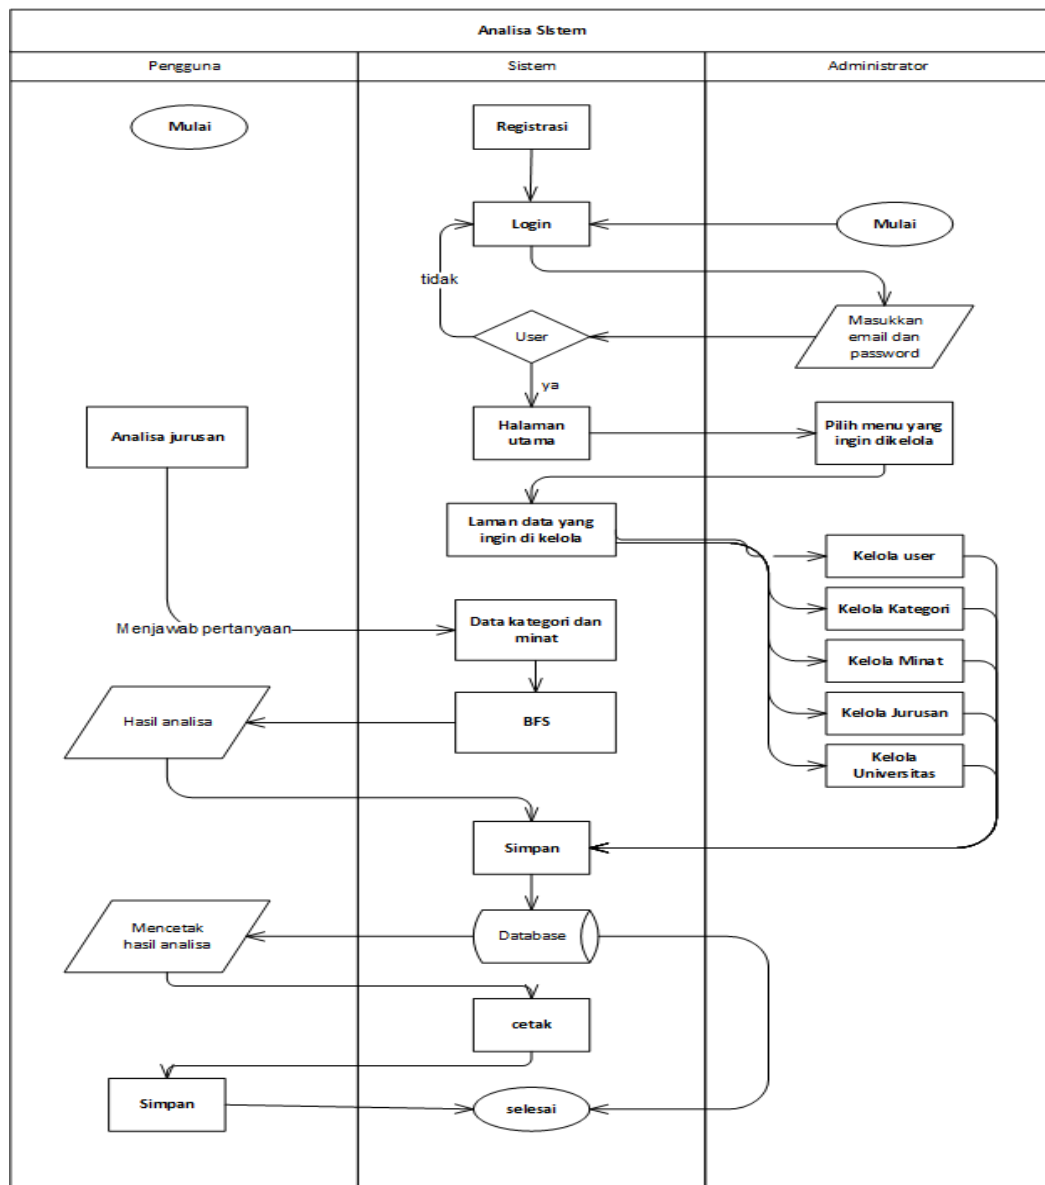 Analisa SIstem
Pengguna
Sistem
Administrator
Mulai
Registrasi
Login
Mulai
tidak
Masukkan
email dan
password
User
ya
Analisa jurusan
Halaman
utama
Pilih menu yang
ingin dikelola
Laman data yang
ingin di kelola
Kelola user
Kelola Kategori
Menjawab pertanyaan
Data kategori dan
minat
Kelola Minat
Hasil analisa
BFS
Kelola Jurusan
Kelola
Universitas
Simpan
Mencetak
hasil analisa
Database
cetak
Simpan
selesai